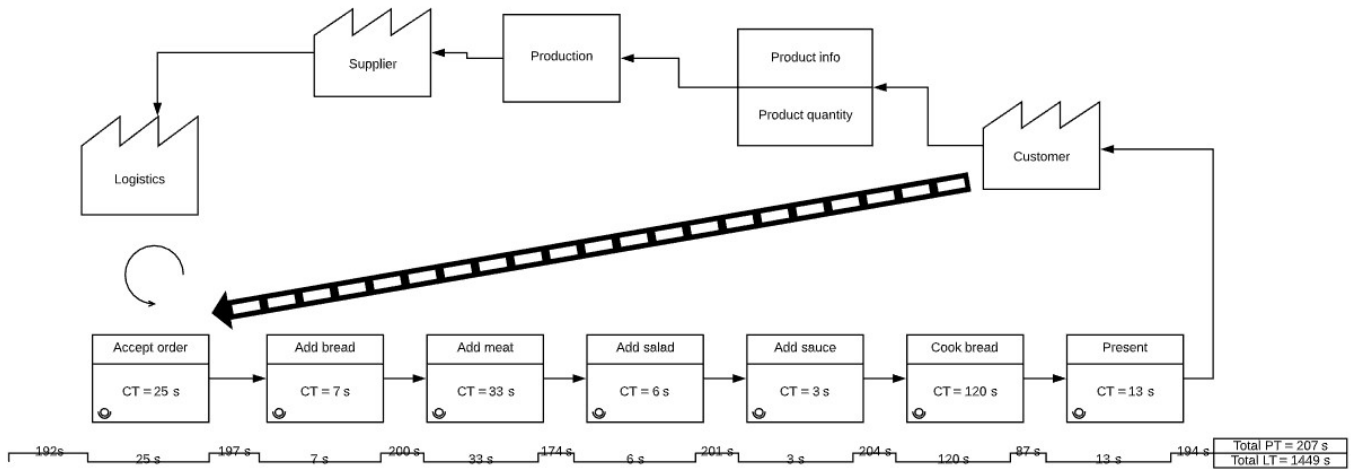 Supplier
Production
Product info
Product quantity
Customer
Logistics
Accept order
CT = 25 s
Add bread
CT = 7 s
Add meat
CT = 33 s
Add salad
CT = 6 s
Add sauce
CT = 3 s
Cook bread
CT = 120 s
Present
CT = 13 s
192s
25 s
197 s
7 s
200 s
33 s
174 s
6 s
201 s
3 s
204 s
120 s
87 s
13 s
194 s
Total PT = 207 s
Total LT = 1449 s